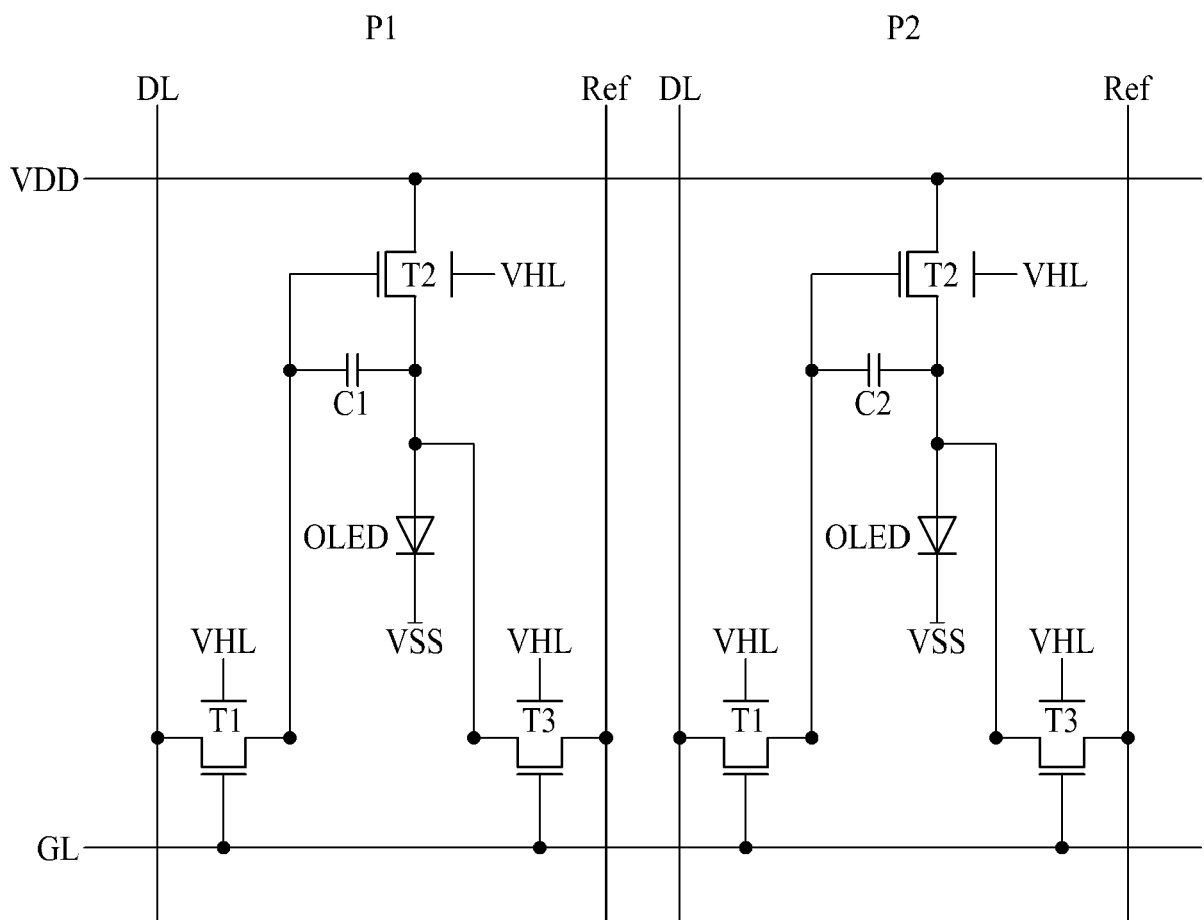 P1 P2
DL Ref DL Ref
VDD
T2 VHL T2 VHL
C1 C2
OLED OLED
VHL VSS VHL VHL VSS VHL
T1 T3 T1 T3
GL